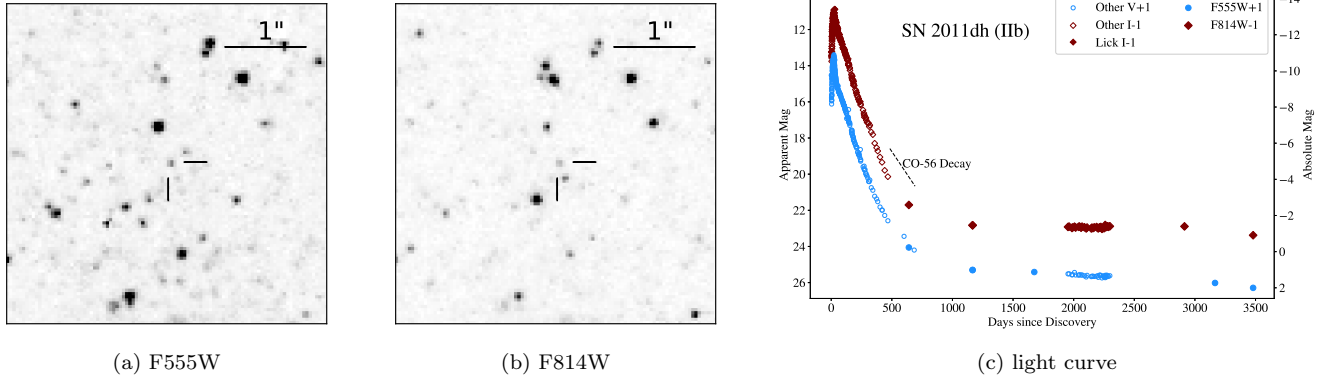 1"
1"
Other V+1
F555W+1
Other I-1
F814W-1
Lick I-1
SN 2011dh (IIb)
CO-56 Decay
Apparent Mag
12
14
16
18
20
22
24
26
Absolute Mag
−14
−12
−10
−8
−6
−4
−2
0
2
0
500
1000
1500
2000
2500
3000
3500
Days since Discovery
(a) F555W
(b) F814W
(c) light curve